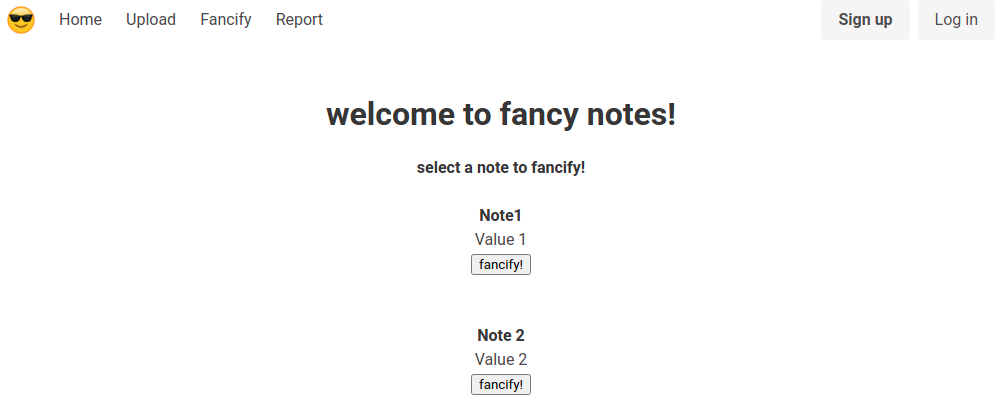 Home Upload Fancify Report Sign up Log in
welcome to fancy notes!
select a note to fancify!
Note1
Value 1
fancify!
Note 2
Value 2
fancify!